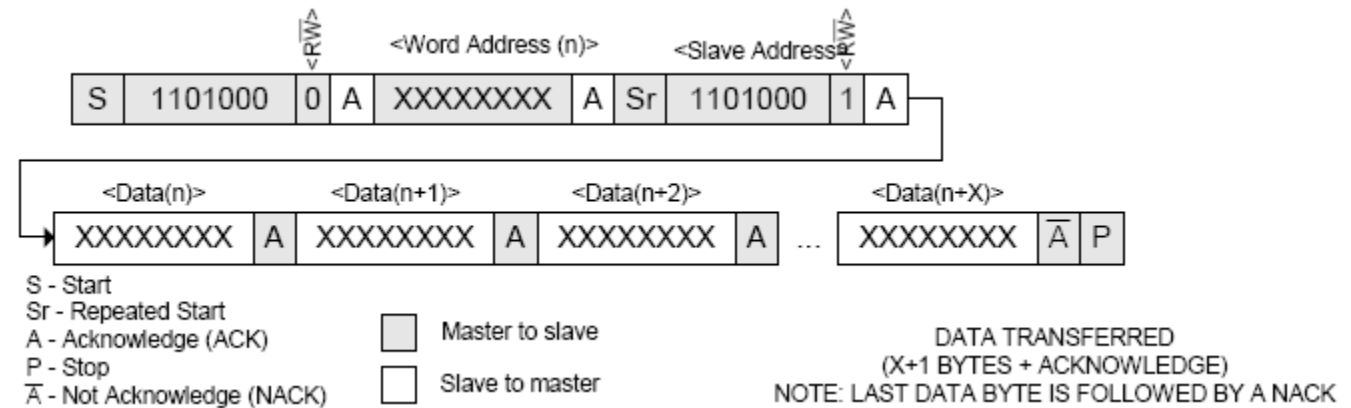 <RW̅> <Word Address (n)> <Slave Address> <RW̅>
S 1101000 0 A XXXXXXXX A Sr 1101000 1 A
<Data(n)> <Data(n+1)> <Data(n+2)> <Data(n+X)>
XXXXXXXX A XXXXXXXX A XXXXXXXX A ... XXXXXXXX A̅ P
S - Start
Sr - Repeated Start
A - Acknowledge (ACK)
P - Stop
A̅ - Not Acknowledge (NACK)
Master to slave
Slave to master
DATA TRANSFERRED
(X+1 BYTES + ACKNOWLEDGE)
NOTE: LAST DATA BYTE IS FOLLOWED BY A NACK